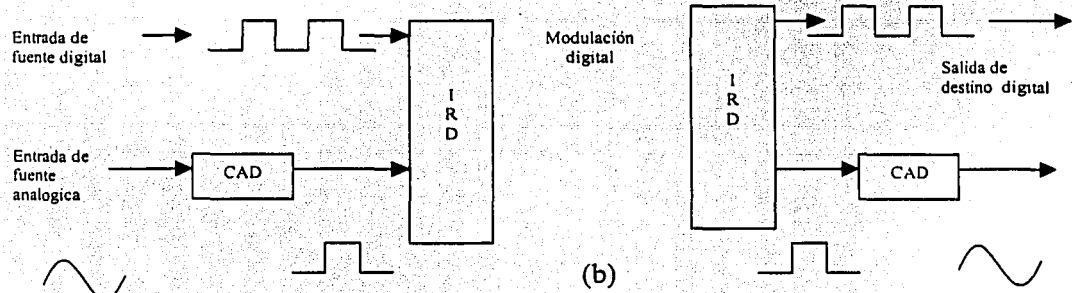 Entrada de
fuente digital
I
R
D
Modulación
digital
I
R
D
Salida de
destino digital
Entrada de
fuente
analogica
CAD
CAD
(b)